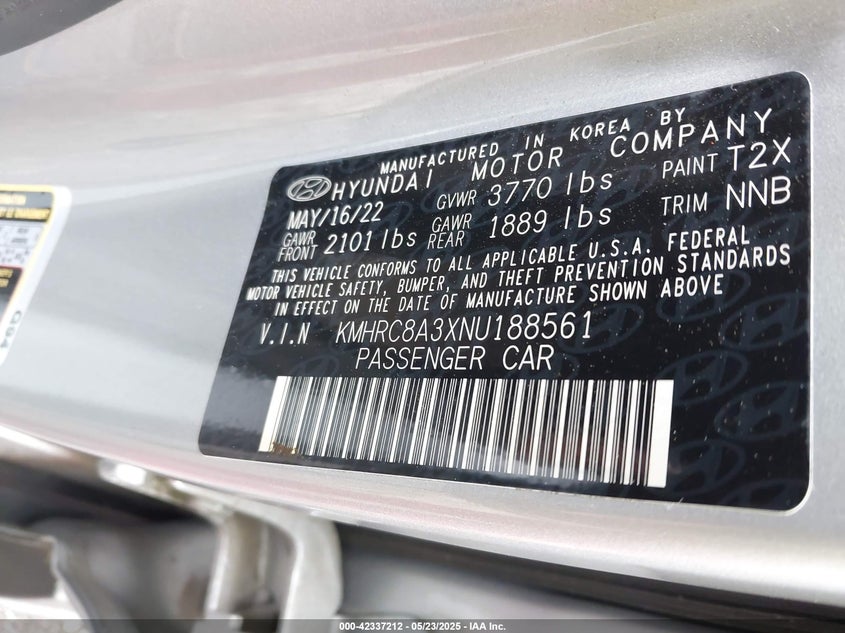 MANUFACTURED IN KOREA BY
HYUNDAI MOTOR COMPANY
MAY/16/22 GVWR 3770 lbs PAINT T2X
GAWR FRONT 2101 lbs GAWR REAR 1889 lbs TRIM NNB
THIS VEHICLE CONFORMS TO ALL APPLICABLE U.S.A. FEDERAL
MOTOR VEHICLE SAFETY, BUMPER, AND THEFT PREVENTION STANDARDS
IN EFFECT ON THE DATE OF MANUFACTURE SHOWN ABOVE
V.I.N KMHRC8A3XNU188561
PASSENGER CAR
G94
000-42337212 - 05/23/2025 - IAA Inc.